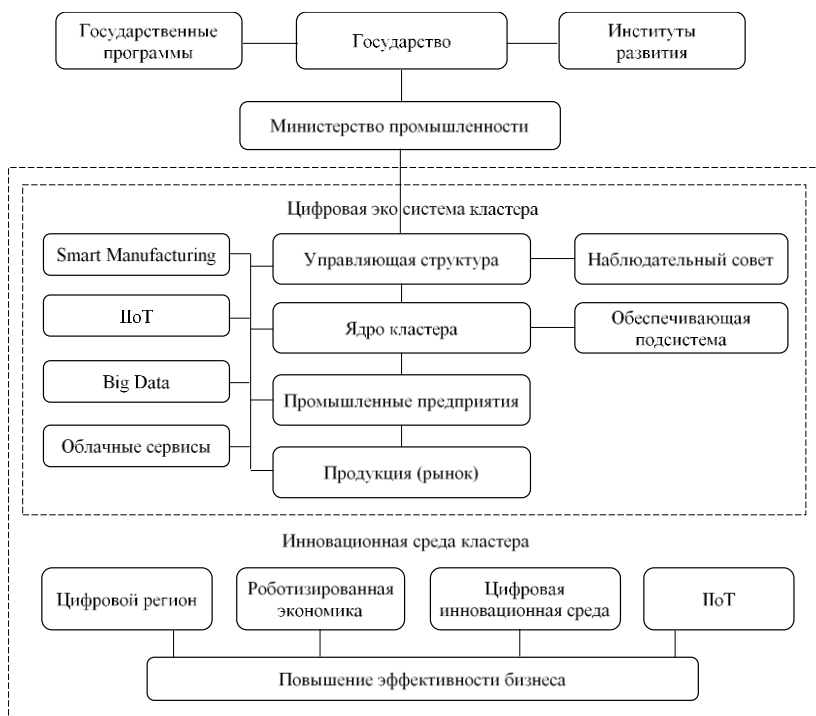 Государственные
программы
Государство
Институты
развития
Министерство промышленности
Цифровая эко система кластера
Smart Manufacturing
Управляющая структура
Наблюдательный совет
IIoT
Ядро кластера
Обеспечивающая
подсистема
Big Data
Промышленные предприятия
Облачные сервисы
Продукция (рынок)
Инновационная среда кластера
Цифровой регион
Роботизированная
экономика
Цифровая
инновационная среда
IIoT
Повышение эффективности бизнеса